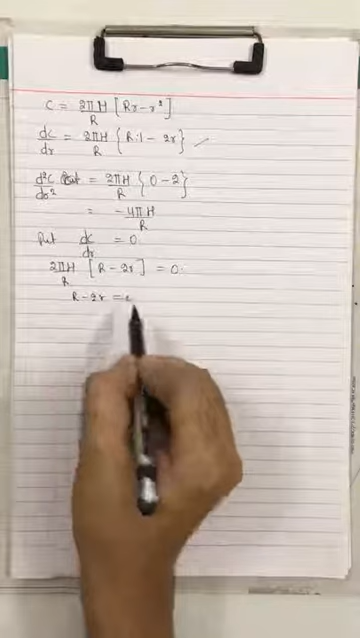 C = 2πH/R [Rr - r²]
dC/dr = 2πH/R {R.1 - 2r}
d²C/dr² = 2πH/R {0 - 2}
= -4πH/R
Put dC/dr = 0
2πH/R [R - 2r] = 0.
R - 2r =